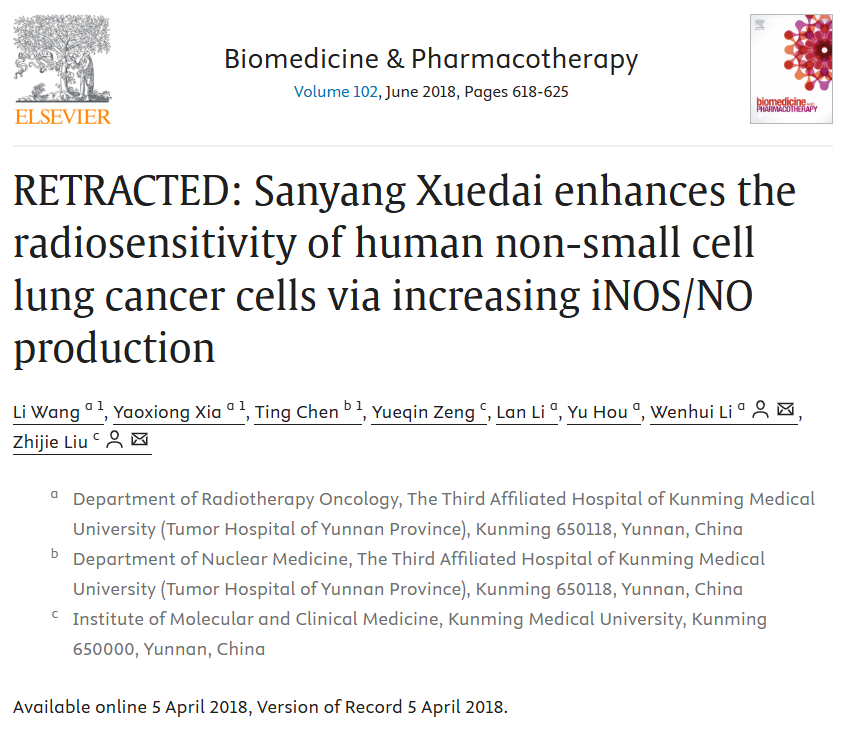 ELSEVIER
Biomedicine & Pharmacotherapy
Volume 102, June 2018, Pages 618-625
biomedicine
PHARMACOTHERAPY
RETRACTED: Sanyang Xuedai enhances the
radiosensitivity of human non-small cell
lung cancer cells via increasing iNOS/NO
production
Li Wang a 1, Yaoxiong Xia a 1, Ting Chen b 1, Yueqin Zeng c, Lan Li a, Yu Hou a, Wenhui Li a ,
Zhijie Liu c
a Department of Radiotherapy Oncology, The Third Affiliated Hospital of Kunming Medical
University (Tumor Hospital of Yunnan Province), Kunming 650118, Yunnan, China
b Department of Nuclear Medicine, The Third Affiliated Hospital of Kunming Medical
University (Tumor Hospital of Yunnan Province), Kunming 650118, Yunnan, China
c Institute of Molecular and Clinical Medicine, Kunming Medical University, Kunming
650000, Yunnan, China
Available online 5 April 2018, Version of Record 5 April 2018.